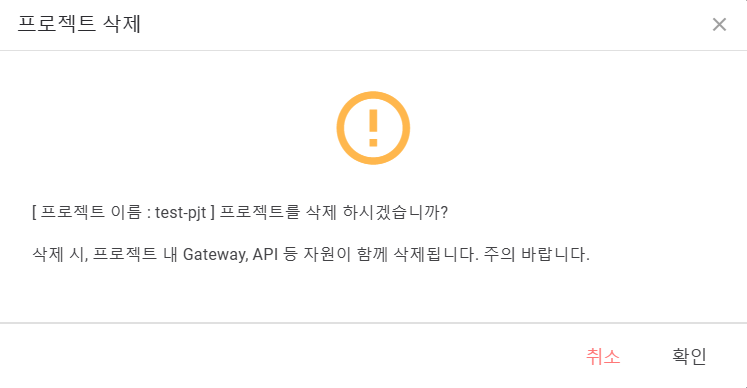 프로젝트 삭제
[ 프로젝트 이름 : test-pjt ] 프로젝트를 삭제 하시겠습니까?
삭제 시, 프로젝트 내 Gateway, API 등 자원이 함께 삭제됩니다. 주의 바랍니다.
취소 확인